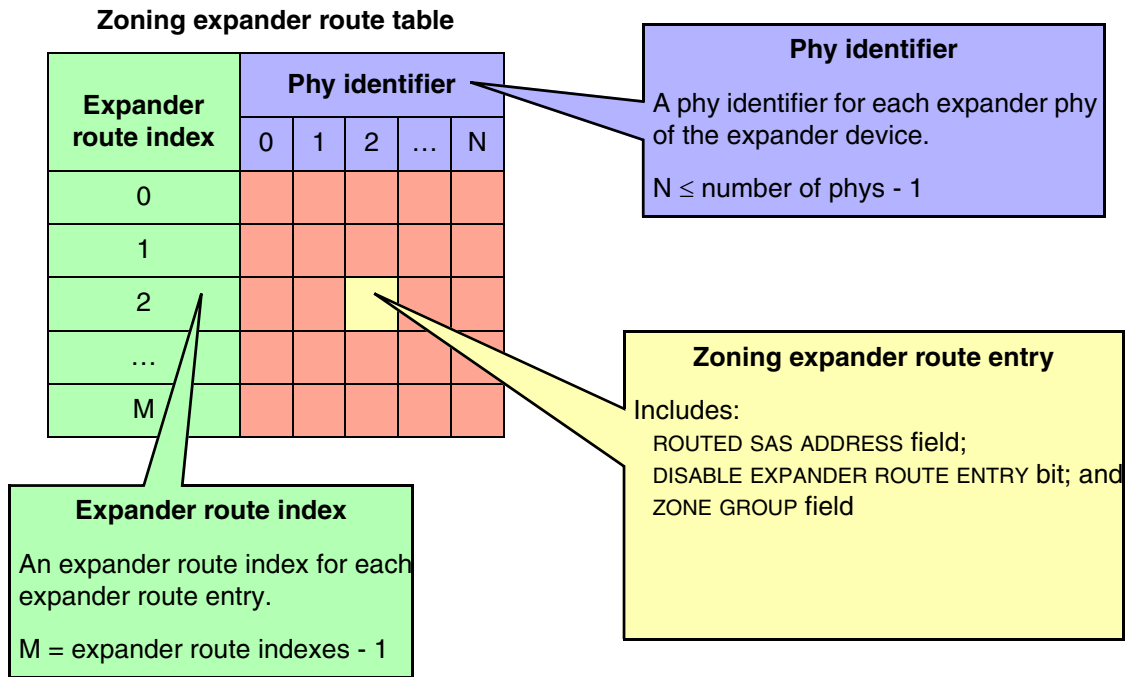 Zoning expander route table
Expander
route index
Phy identifier
0 1 2 … N
0
1
2
…
M
Phy identifier
A phy identifier for each expander phy
of the expander device.
N ≤ number of phys - 1
Zoning expander route entry
Includes:
ROUTED SAS ADDRESS field;
DISABLE EXPANDER ROUTE ENTRY bit; and
ZONE GROUP field
Expander route index
An expander route index for each
expander route entry.
M = expander route indexes - 1